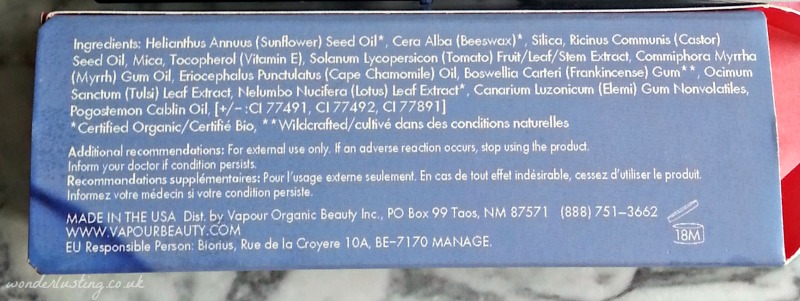 Ingredients: Helianthus Annuus (Sunflower) Seed Oil*, Cera Alba (Beeswax)*, Silica, Ricinus Communis (Castor)
Seed Oil, Mica, Tocopherol (Vitamin E), Solanum Lycopersicon (Tomato) Fruit/Leaf/Stem Extract, Commiphora Myrrha
(Myrrh) Gum Oil, Eriocephalus Punctulatus (Cape Chamomile) Oil, Boswellia Carteri (Frankincense) Gum**, Ocimum
Sanctum (Tulsi) Leaf Extract, Nelumbo Nucifera (Lotus) Leaf Extract*, Canarium Luzonicum (Elemi) Gum Nonvolatiles,
Pogostemon Cablin Oil, [+/– :CI 77491, CI 77492, CI 77891]
*Certified Organic/Certifié Bio, **Wildcrafted/cultivé dans des conditions naturelles
Additional recommendations: For external use only. If an adverse reaction occurs, stop using the product.
Inform your doctor if condition persists.
Recommandations supplémentaires: Pour l'usage externe seulement. En cas de tout effet indésirable, cessez d'utiliser le produit.
Informez votre médecin si votre condition persiste.
MADE IN THE USA Dist. by Vapour Organic Beauty Inc., PO Box 99 Taos, NM 87571 (888) 751–3662
WWW.VAPOURBEAUTY.COM
EU Responsible Person: Biorius, Rue de la Croyere 10A, BE–7170 MANAGE.
18M
wonderlusting.co.uk